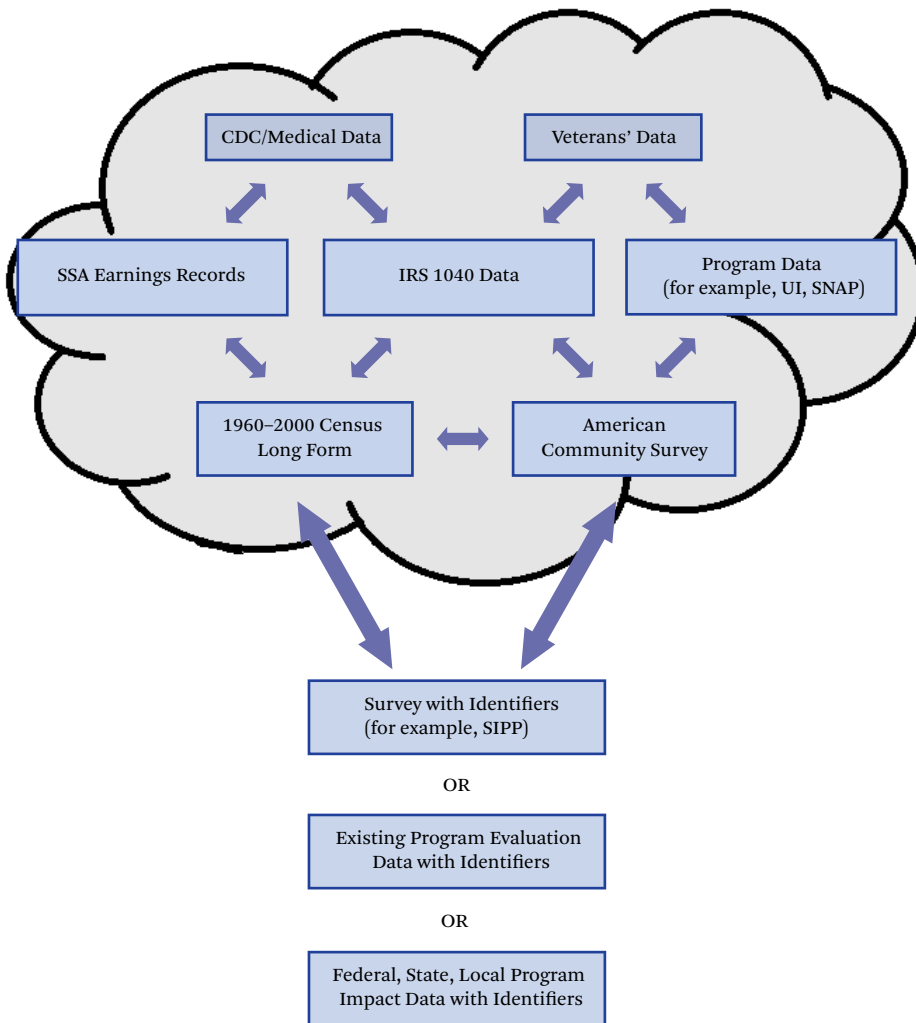 CDC/Medical Data
Veterans’ Data
SSA Earnings Records
IRS 1040 Data
Program Data
(for example, UI, SNAP)
1960–2000 Census
Long Form
American
Community Survey
Survey with Identifiers
(for example, SIPP)
OR
Existing Program Evaluation
Data with Identifiers
OR
Federal, State, Local Program
Impact Data with Identifiers